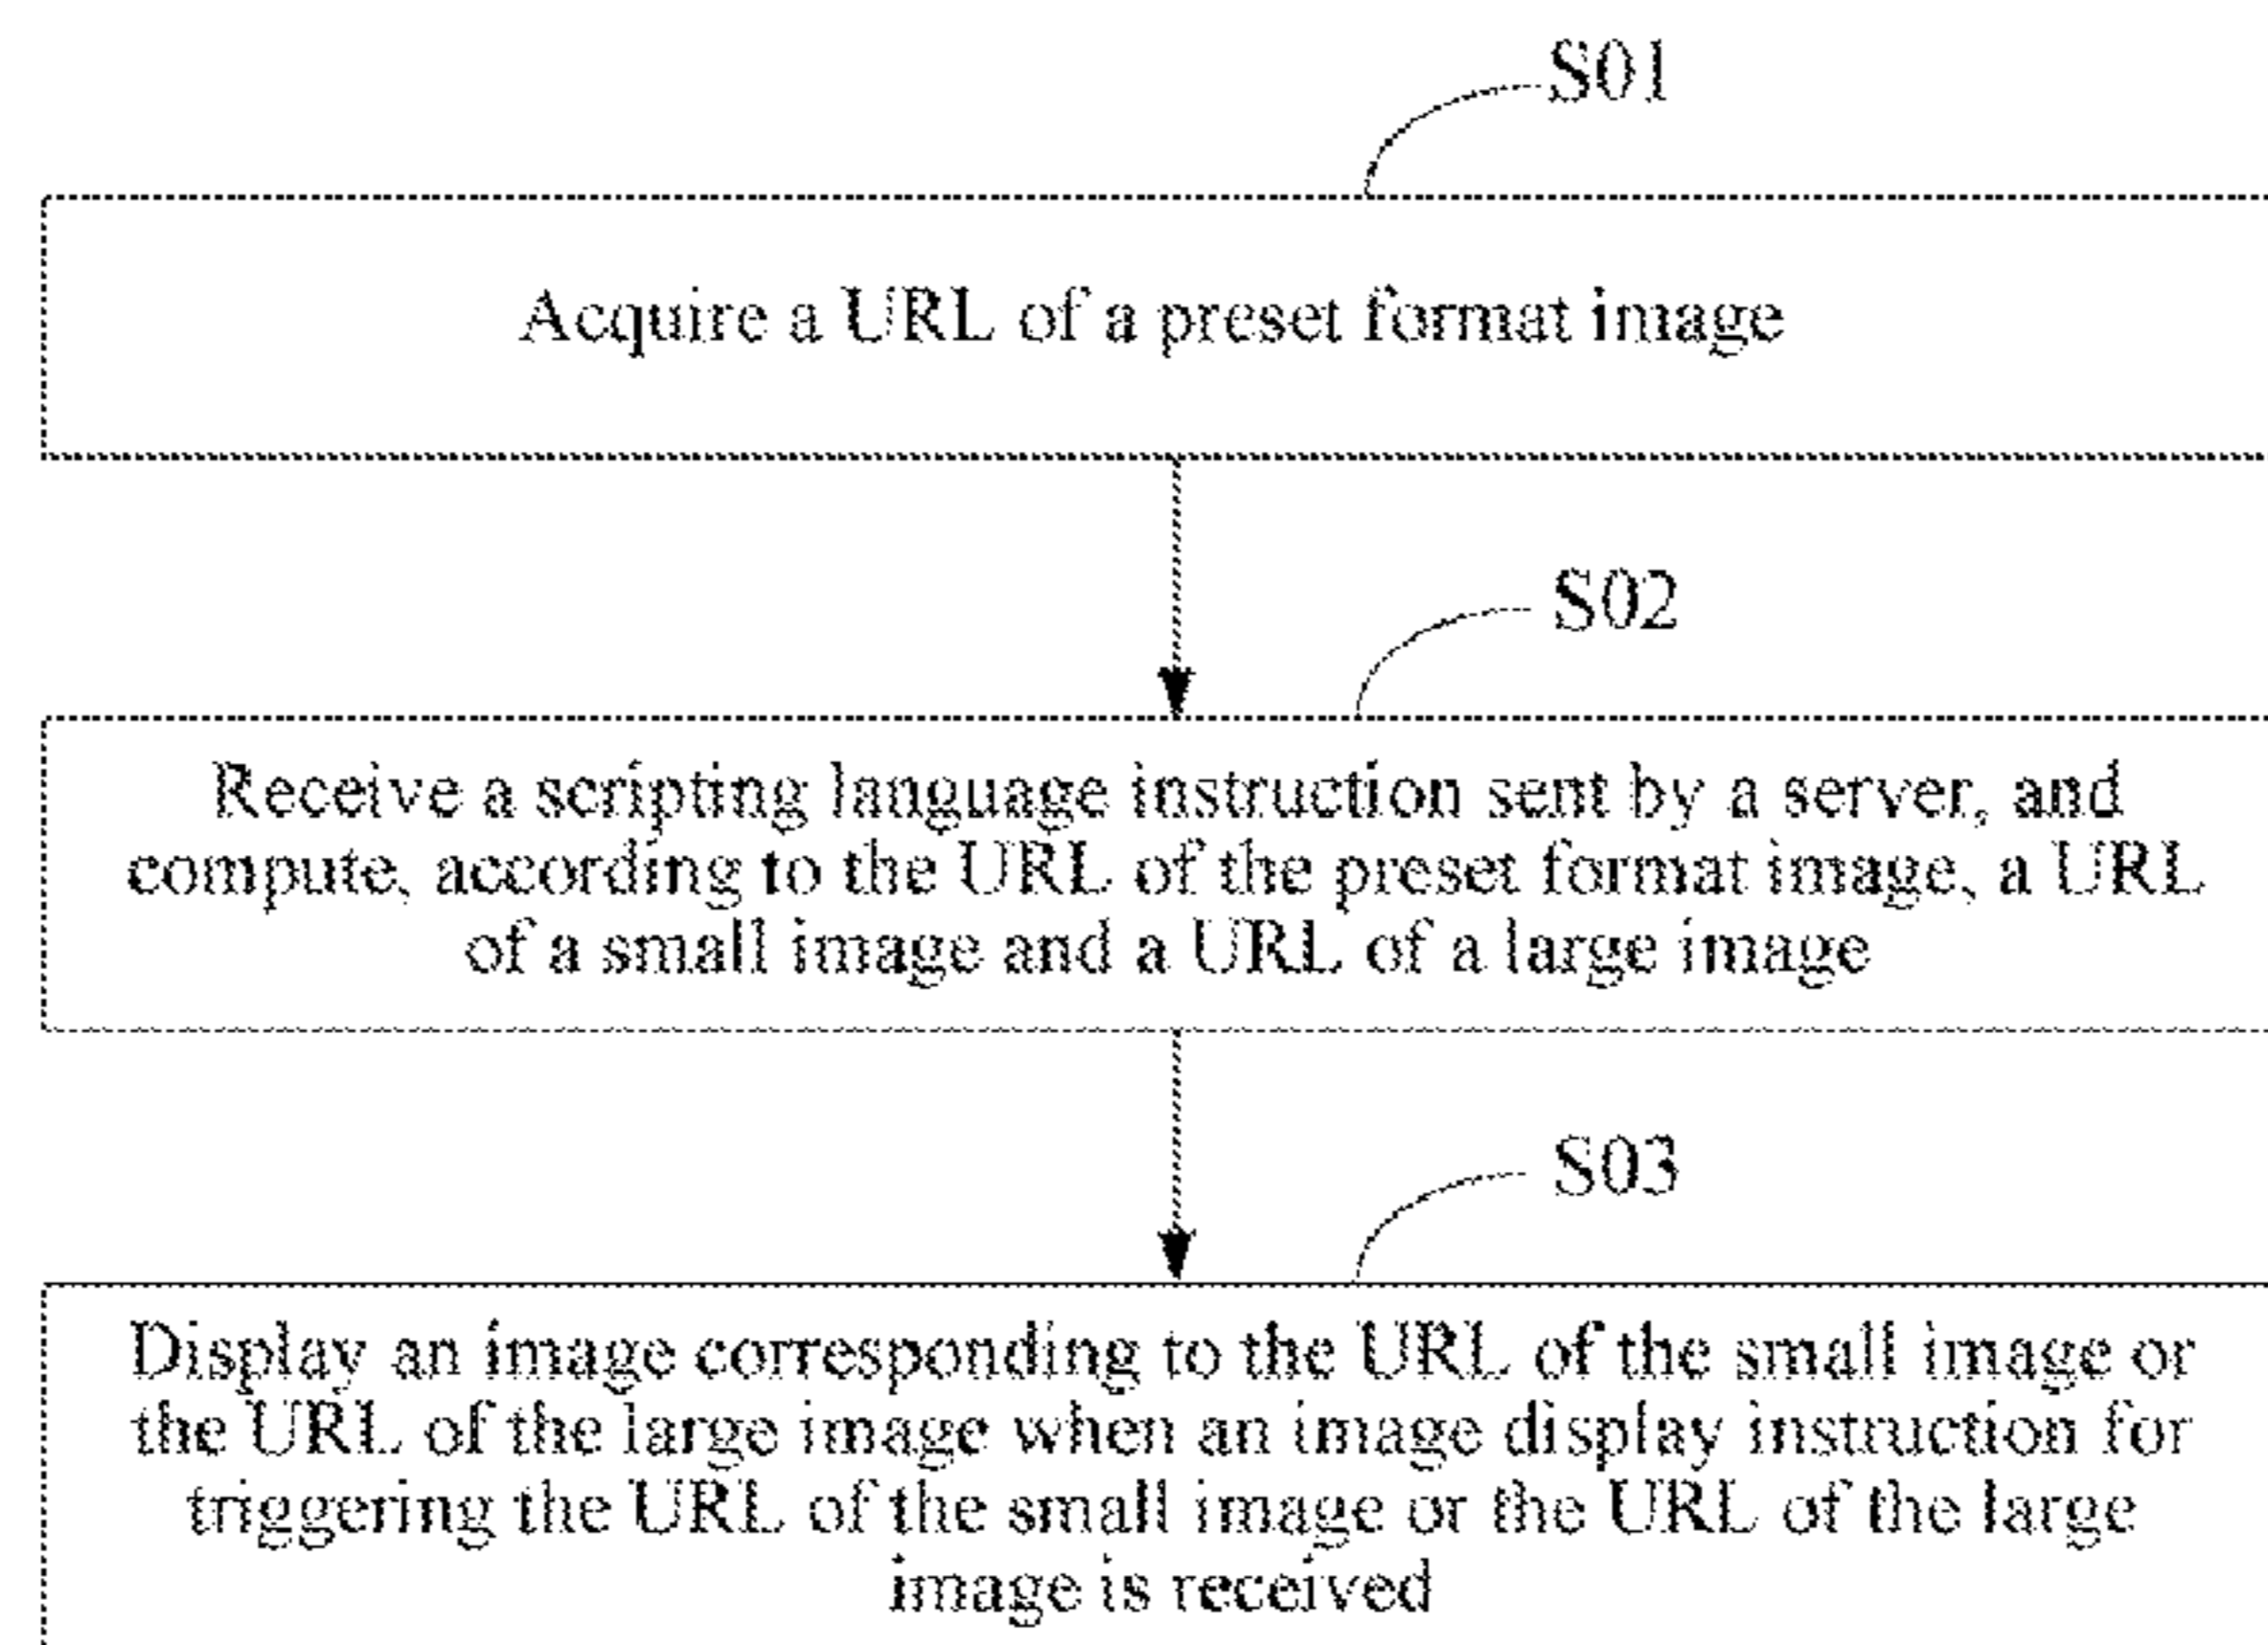 S01
Acquire a URL of a preset format image
S02
Receive a scripting language instruction sent by a server, and
compute, according to the URL of the preset format image, a URL
of a small image and a URL of a large image
S03
Display an image corresponding to the URL of the small image or
the URL of the large image when an image display instruction for
triggering the URL of the small image or the URL of the large
image is received